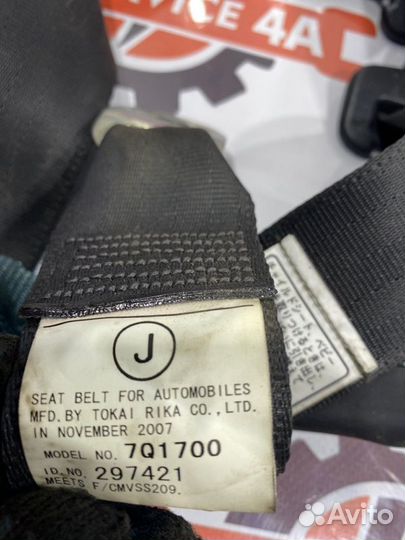 SERVICE 4A
J
SEAT BELT FOR AUTOMOBILES
MFD. BY TOKAI RIKA CO., LTD.
IN NOVEMBER 2007
MODEL NO. 7Q1700
ID. NO. 297421
MEETS F/CMVSS209.
Avito